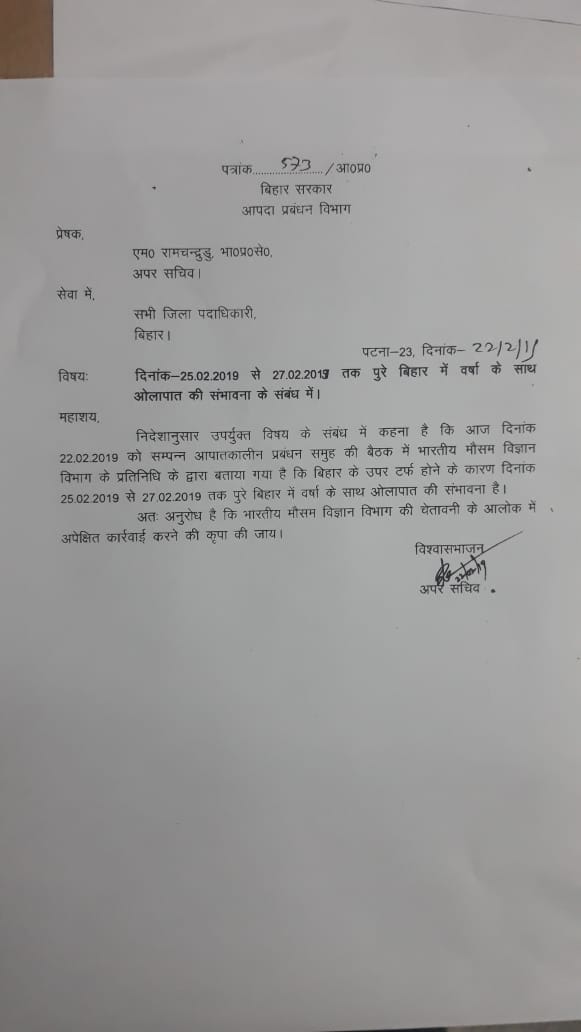 पत्रांक.......573......../आ0प्र0
बिहार सरकार
आपदा प्रबंधन विभाग
प्रेषक,
एम0 रामचन्द्रुडु, भा0प्र0से0,
अपर सचिव।
सेवा में,
सभी जिला पदाधिकारी,
बिहार।
पटना–23, दिनांक– 22/2/19
विषयः दिनांक–25.02.2019 से 27.02.2019 तक पुरे बिहार में वर्षा के साथ
ओलापात की संभावना के संबंध में।
महाशय,
निदेशानुसार उपर्युक्त विषय के संबंध में कहना है कि आज दिनांक
22.02.2019 को सम्पन्न आपातकालीन प्रबंधन समुह की बैठक में भारतीय मौसम विज्ञान
विभाग के प्रतिनिधि के द्वारा बताया गया है कि बिहार के उपर टर्फ होने के कारण दिनांक
25.02.2019 से 27.02.2019 तक पुरे बिहार में वर्षा के साथ ओलापात की संभावना है।
अतः अनुरोध है कि भारतीय मौसम विज्ञान विभाग की चेतावनी के आलोक में
अपेक्षित कार्रवाई करने की कृपा की जाय।
विश्वासभाजन
22/02/19
अपर सचिव